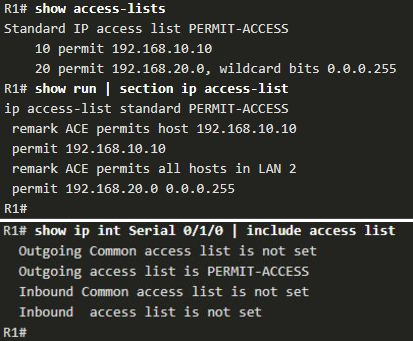 R1# show access-lists
Standard IP access list PERMIT-ACCESS
    10 permit 192.168.10.10
    20 permit 192.168.20.0, wildcard bits 0.0.0.255
R1# show run | section ip access-list
ip access-list standard PERMIT-ACCESS
 remark ACE permits host 192.168.10.10
 permit 192.168.10.10
 remark ACE permits all hosts in LAN 2
 permit 192.168.20.0 0.0.0.255
R1#
R1# show ip int Serial 0/1/0 | include access list
  Outgoing Common access list is not set
  Outgoing access list is PERMIT-ACCESS
  Inbound Common access list is not set
  Inbound  access list is not set
R1#